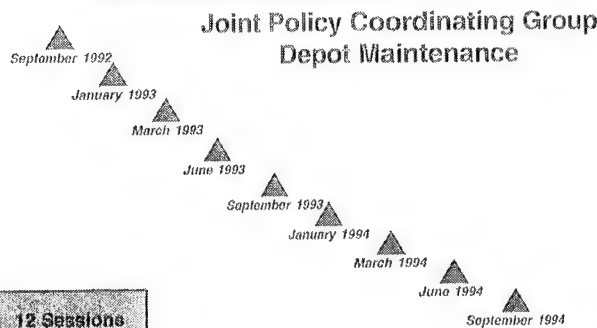 Joint Policy Coordinating Group
Depot Maintenance
September 1992
January 1993
March 1993
June 1993
September 1993
January 1994
March 1994
June 1994
September 1994
12 Sessions